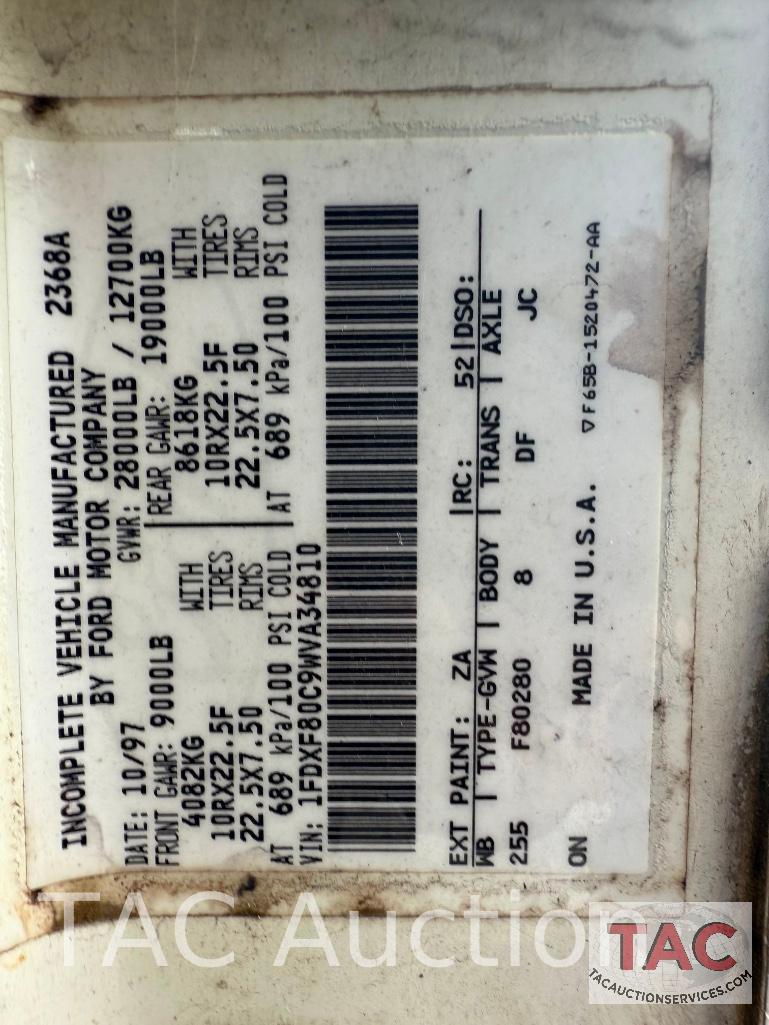 INCOMPLETE VEHICLE MANUFACTURED 2368A
BY FORD MOTOR COMPANY
DATE: 10/97 GVWR: 28000LB / 12700KG
FRONT GAWR: 9000LB REAR GAWR: 19000LB
4082KG WITH 8618KG WITH
10RX22.5F TIRES 10RX22.5F TIRES
22.5X7.50 RIMS 22.5X7.50 RIMS
AT 689 kPa/100 PSI COLD AT 689 kPa/100 PSI COLD
VIN: 1FDXF80C9WVA34810
EXT PAINT: ZA RC: 52 DSO:
WB TYPE-GVW BODY TRANS AXLE
255 F80280 8 DF JC
ON MADE IN U.S.A. ▽F65B-1520472-AA
TAC Auction
TAC
TACAUCTIONSERVICES.COM